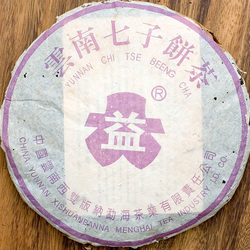 雲南七子餅茶
YUNNAN CHI TSE BEENG CHA
益
®
中國雲南西雙版納勐海茶業有限責任公司
CHINA YUNNAN XISHUANGBANNA MENGHAI TEA INDUSTRY CO. LTD